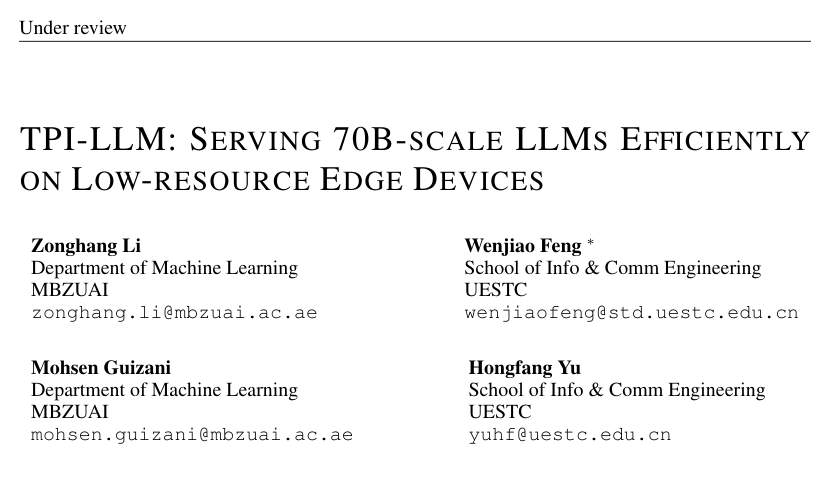 Under review
TPI-LLM: SERVING 70B-SCALE LLMS EFFICIENTLY
ON LOW-RESOURCE EDGE DEVICES
Zonghang Li
Department of Machine Learning
MBZUAI
zonghang.li@mbzuai.ac.ae
Wenjiao Feng *
School of Info & Comm Engineering
UESTC
wenjiaofeng@std.uestc.edu.cn
Mohsen Guizani
Department of Machine Learning
MBZUAI
mohsen.guizani@mbzuai.ac.ae
Hongfang Yu
School of Info & Comm Engineering
UESTC
yuhf@uestc.edu.cn